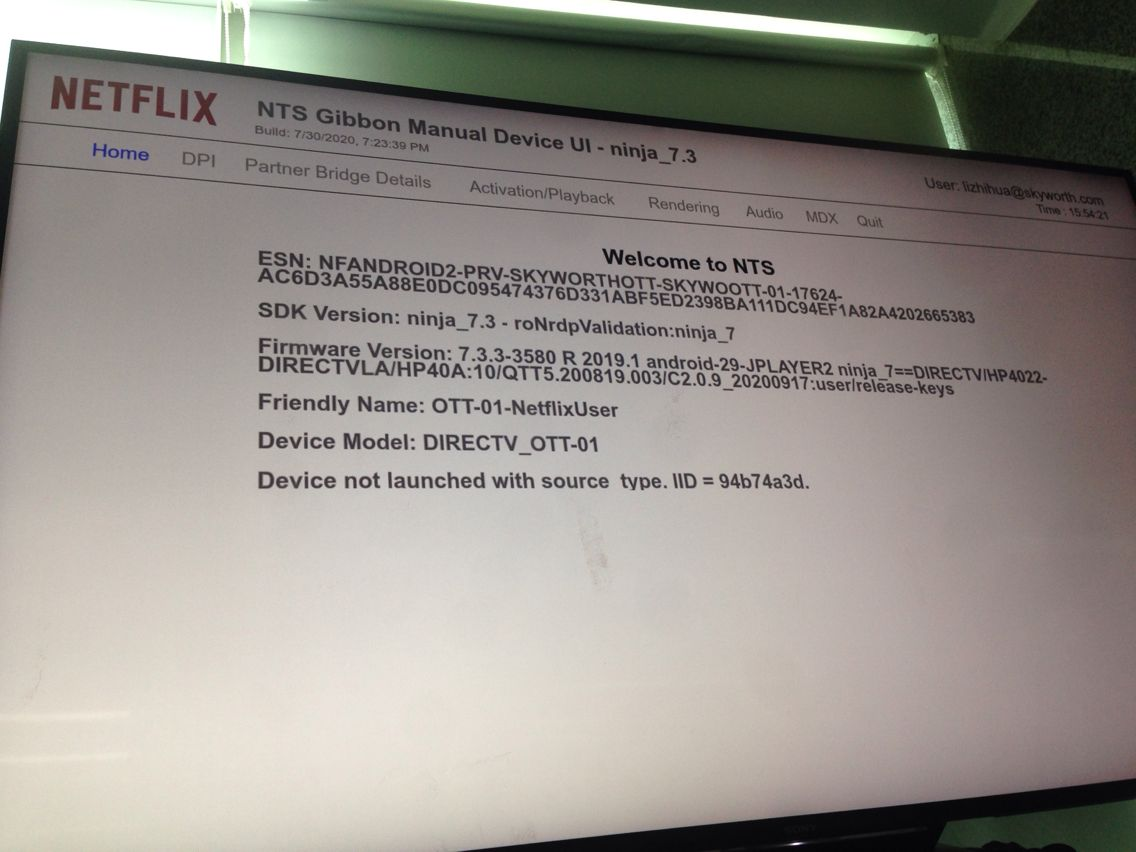 NETFLIX
NTS Gibbon Manual Device UI - ninja_7.3
Build: 7/30/2020, 7:23:39 PM
User: lizhihua@skyworth.com
Time : 15:54:21
Home DPI Partner Bridge Details Activation/Playback Rendering Audio MDX Quit
Welcome to NTS
ESN: NFANDROID2-PRV-SKYWORTHOTT-SKYWOOTT-01-17624-
AC6D3A55A88E0DC095474376D331ABF5ED2398BA111DC94EF1A82A4202665383
SDK Version: ninja_7.3 - roNrdpValidation:ninja_7
Firmware Version: 7.3.3-3580 R 2019.1 android-29-JPLAYER2 ninja_7==DIRECTV/HP4022-
DIRECTVLA/HP40A:10/QTT5.200819.003/C2.0.9_20200917:user/release-keys
Friendly Name: OTT-01-NetflixUser
Device Model: DIRECTV_OTT-01
Device not launched with source type. IID = 94b74a3d.
SONY